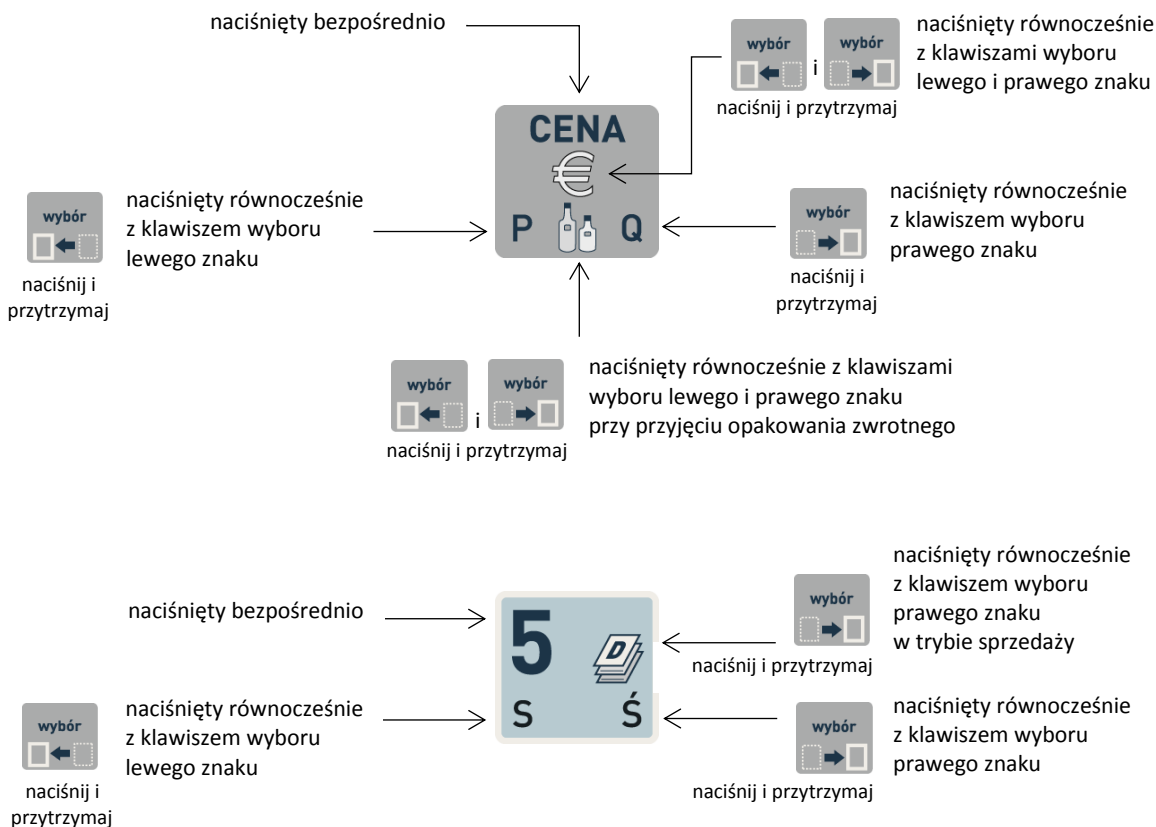 naciśnięty bezpośrednio
wybór
i
wybór
naciśnij i przytrzymaj
naciśnięty równocześnie
z klawiszami wyboru
lewego i prawego znaku
CENA
€
P
Q
wybór
naciśnij i
przytrzymaj
naciśnięty równocześnie
z klawiszem wyboru
lewego znaku
wybór
naciśnij i
przytrzymaj
naciśnięty równocześnie
z klawiszem wyboru
prawego znaku
wybór
i
wybór
naciśnij i przytrzymaj
naciśnięty równocześnie z klawiszami
wyboru lewego i prawego znaku
przy przyjęciu opakowania zwrotnego
naciśnięty bezpośrednio
5
D
S
Ś
wybór
naciśnij i przytrzymaj
naciśnięty równocześnie
z klawiszem wyboru
prawego znaku
w trybie sprzedaży
wybór
naciśnij i
przytrzymaj
naciśnięty równocześnie
z klawiszem wyboru
lewego znaku
wybór
naciśnij i przytrzymaj
naciśnięty równocześnie
z klawiszem wyboru
prawego znaku